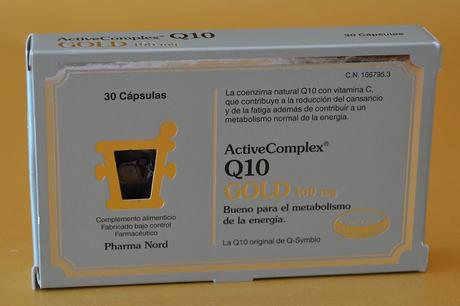 ActiveComplex® Q10
GOLD 100 mg
30 Cápsulas
C.N. 166795.3
30 Cápsulas
La coenzima natural Q10 con vitamina C,
que contribuye a la reducción del cansancio
y de la fatiga además de contribuir a un
metabolismo normal de la energía.
ActiveComplex®
Q10
GOLD 100 mg
Bueno para el metabolismo
de la energía.
La Q10 original de Q-Symbio
Complemento alimenticio
Fabricado bajo control
Farmacéutico
Pharma Nord